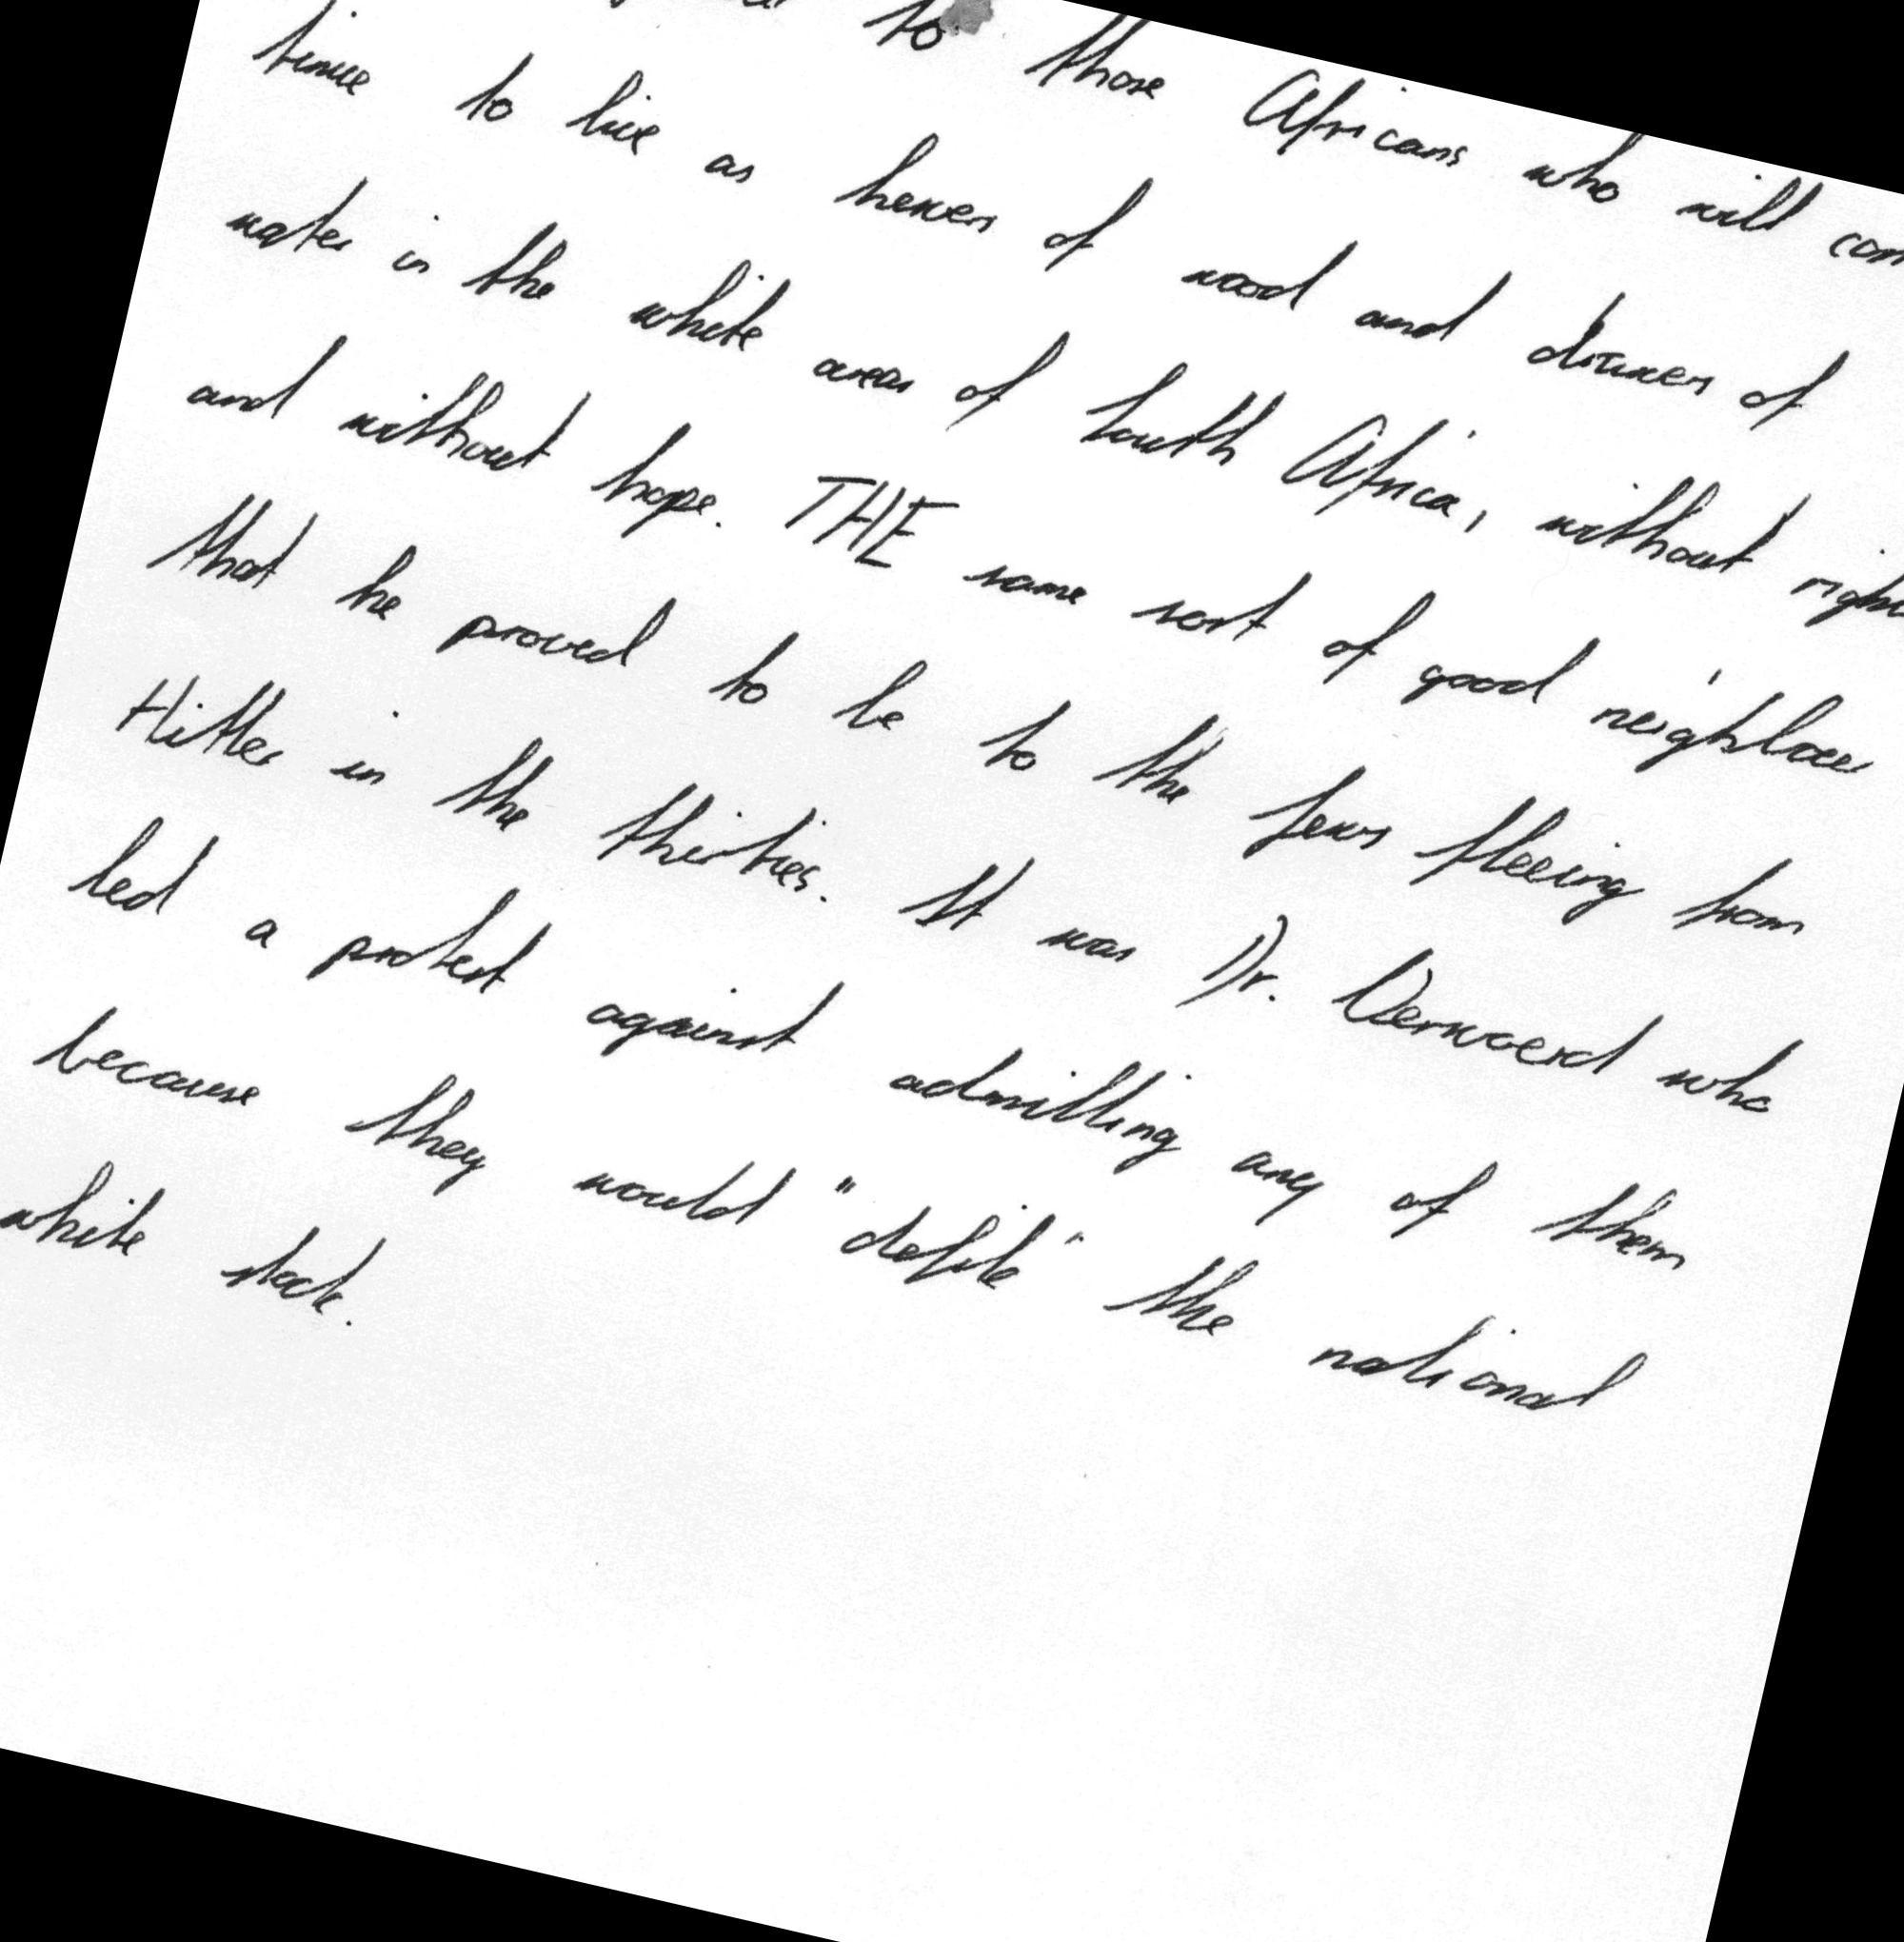 to those Africans who will con
tinue to live as hewers of wood and drawers of
water in the white areas of South Africa, without
and without hope. THE same sort of good neighbour
that he proved to be to the Jews fleeing from
Hitler in the thirties. It was Dr. Verwoerd who
led a protest against admitting any of them
because they would "defile" the national
white stock.